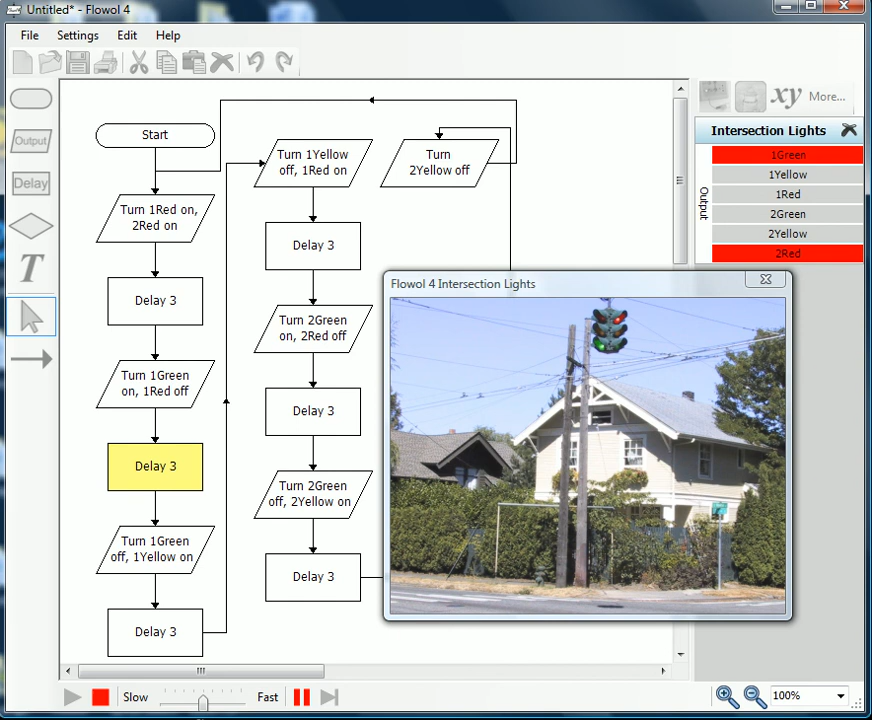 Untitled* - Flowol 4
File Settings Edit Help
xy More...
Output
Delay
T
Start
Turn 1Red on,
2Red on
Delay 3
Turn 1Green
on, 1Red off
Delay 3
Turn 1Green
off, 1Yellow on
Delay 3
Turn 1Yellow
off, 1Red on
Delay 3
Turn 2Green
on, 2Red off
Delay 3
Turn 2Green
off, 2Yellow on
Delay 3
Turn
2Yellow off
Intersection Lights
Output
1Green
1Yellow
1Red
2Green
2Yellow
2Red
Flowol 4 Intersection Lights
Slow Fast
100%